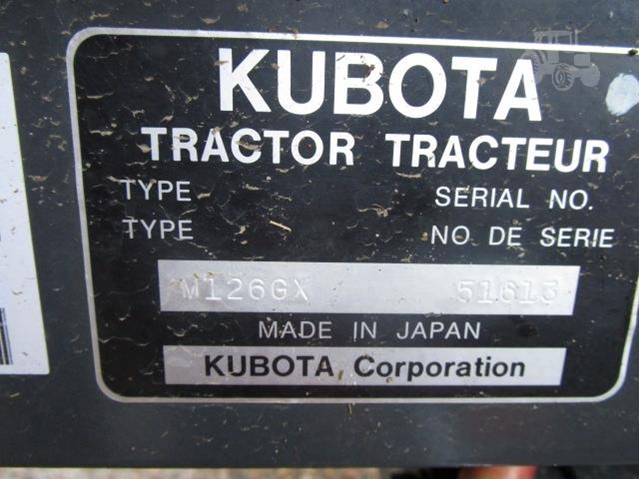 KUBOTA
TRACTOR TRACTEUR
TYPE SERIAL NO.
TYPE NO DE SERIE
M126GX 51613
MADE IN JAPAN
KUBOTA Corporation